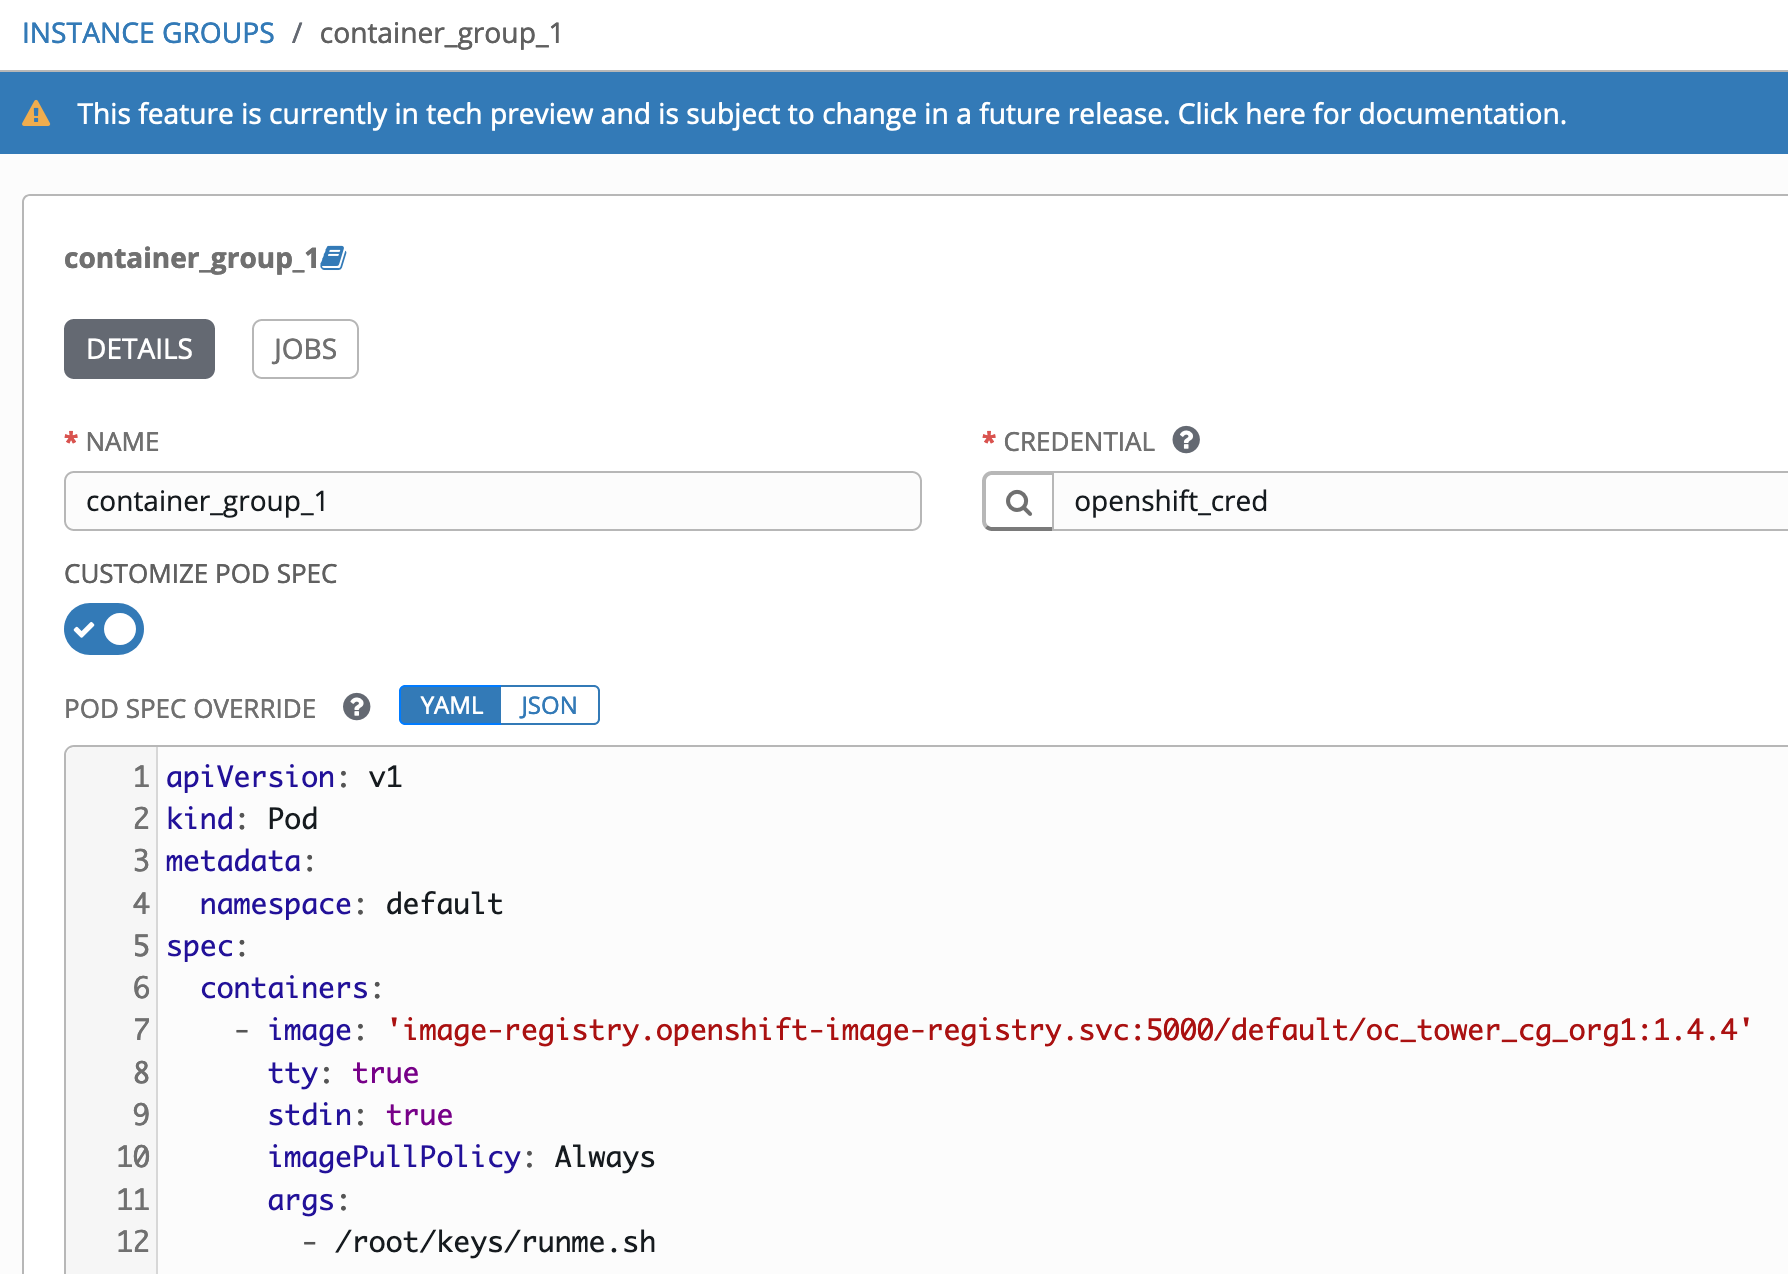 INSTANCE GROUPS / container_group_1
This feature is currently in tech preview and is subject to change in a future release. Click here for documentation.
container_group_1
DETAILS JOBS
* NAME
* CREDENTIAL ?
container_group_1
openshift_cred
CUSTOMIZE POD SPEC
POD SPEC OVERRIDE ? YAML JSON
1 apiVersion: v1
2 kind: Pod
3 metadata:
4   namespace: default
5 spec:
6   containers:
7     - image: 'image-registry.openshift-image-registry.svc:5000/default/oc_tower_cg_org1:1.4.4'
8       tty: true
9       stdin: true
10       imagePullPolicy: Always
11       args:
12         - /root/keys/runme.sh